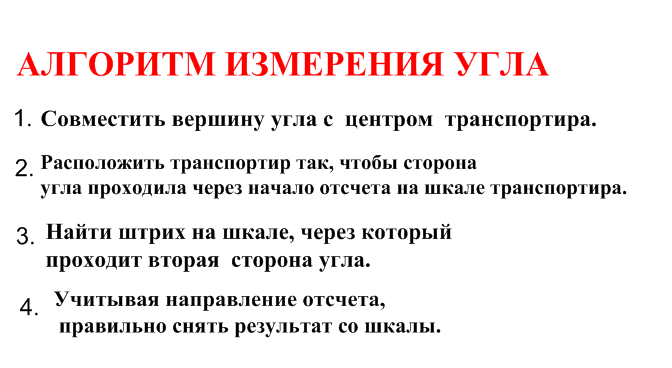 АЛГОРИТМ ИЗМЕРЕНИЯ УГЛА
1. Совместить вершину угла с центром транспортира.
2. Расположить транспортир так, чтобы сторона
угла проходила через начало отсчета на шкале транспортира.
3. Найти штрих на шкале, через который
проходит вторая сторона угла.
4. Учитывая направление отсчета,
правильно снять результат со шкалы.